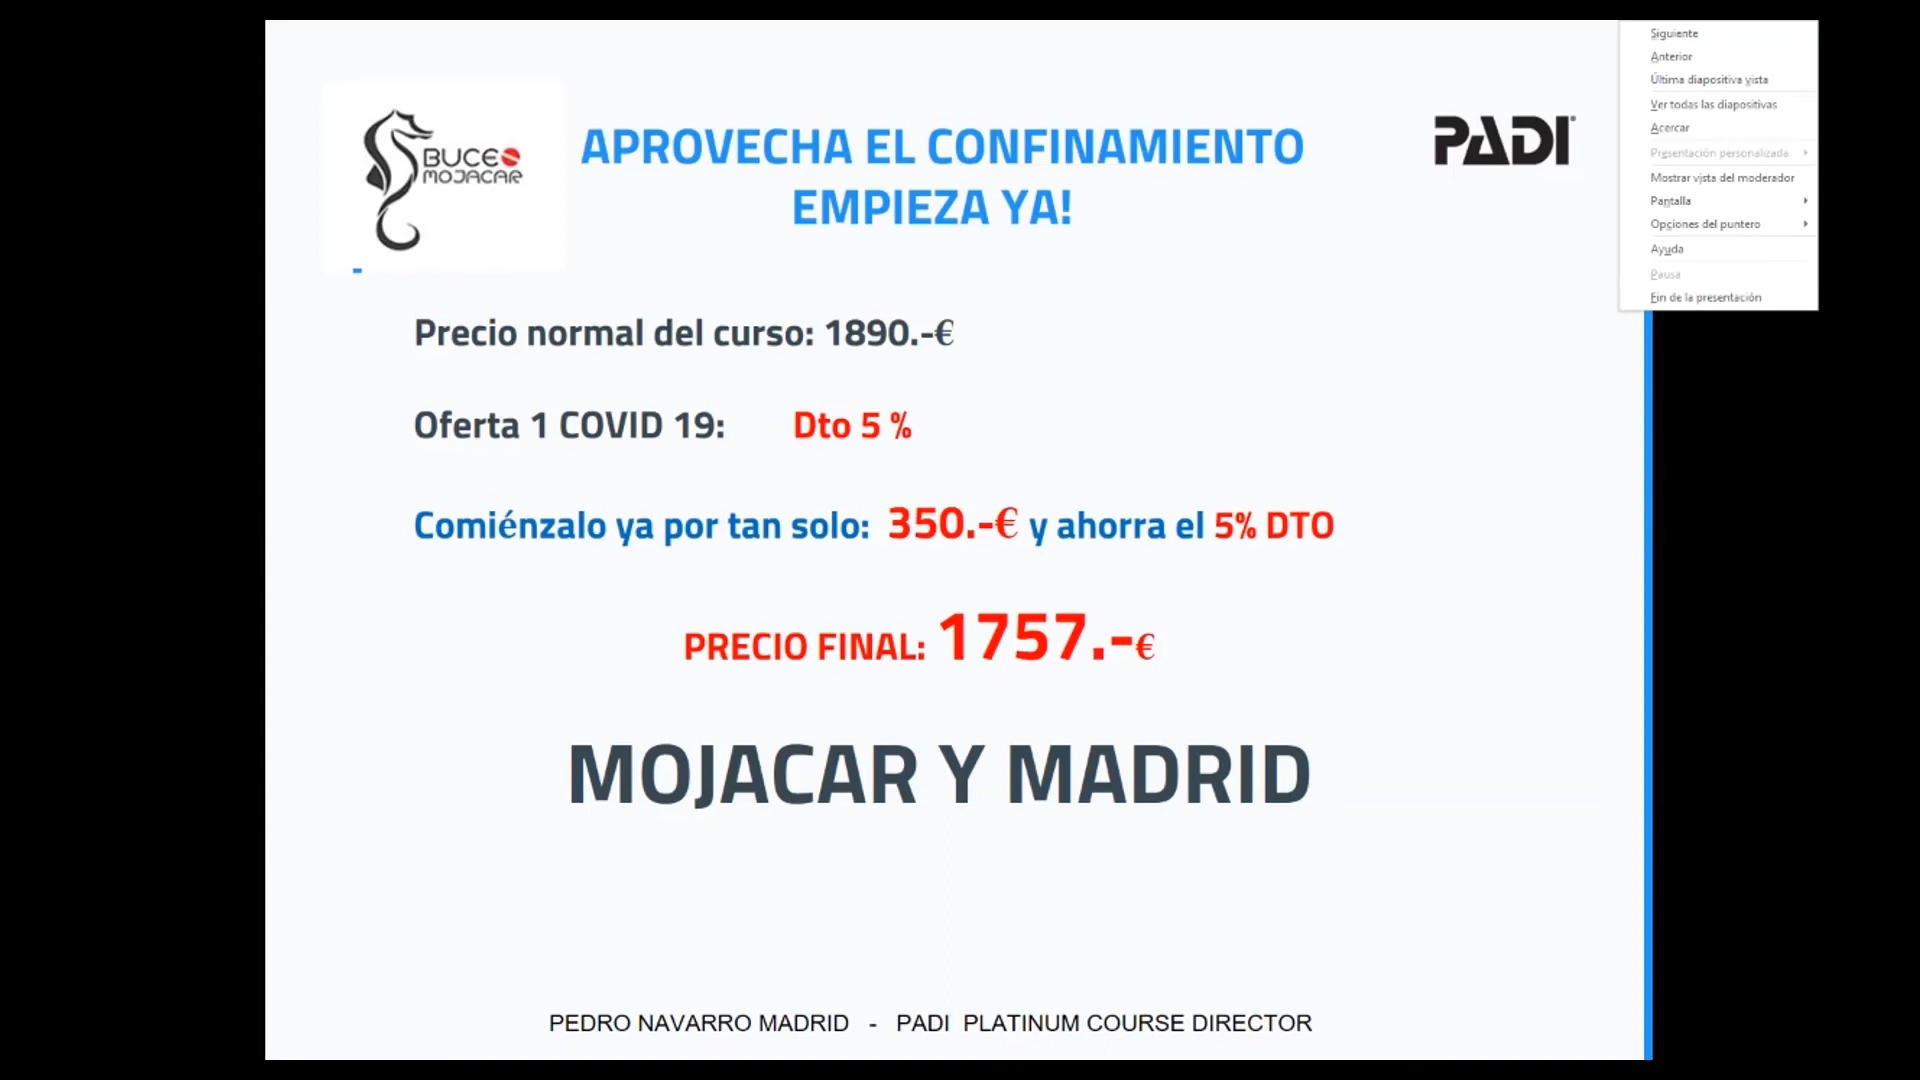 BUCEO
MOJACAR
APROVECHA EL CONFINAMIENTO
EMPIEZA YA!
PADI
Precio normal del curso: 1890.-€
Oferta 1 COVID 19: Dto 5 %
Comiénzalo ya por tan solo: 350.-€ y ahorra el 5% DTO
PRECIO FINAL: 1757.-€
MOJACAR Y MADRID
PEDRO NAVARRO MADRID - PADI PLATINUM COURSE DIRECTOR
Siguiente
Anterior
Última diapositiva vista
Ver todas las diapositivas
Acercar
Presentación personalizada
Mostrar vista del moderador
Pantalla
Opciones del puntero
Ayuda
Pausa
Fin de la presentación